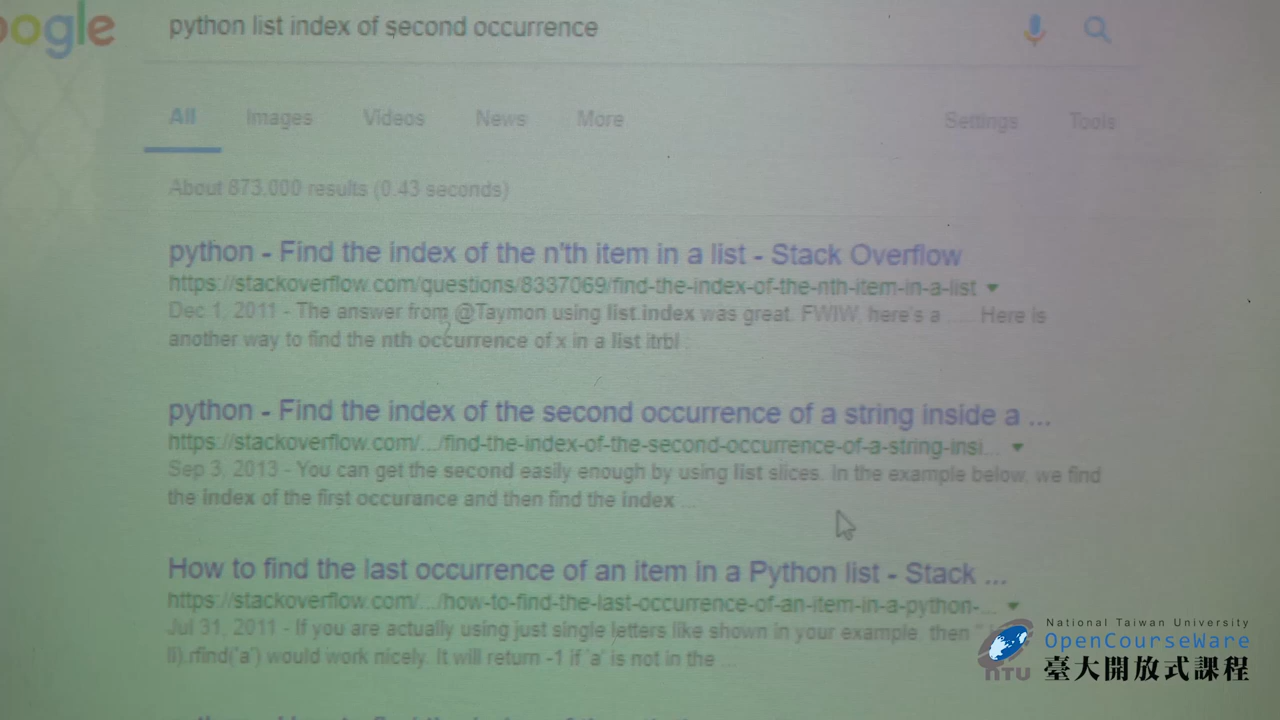 oogle
python list index of second occurrence
All Images Videos News More Settings Tools
About 873,000 results (0.43 seconds)
python - Find the index of the n'th item in a list - Stack Overflow
https://stackoverflow.com/questions/8337069/find-the-index-of-the-nth-item-in-a-list
Dec 1, 2011 - The answer from @Taymon using list.index was great. FWIW, here's a ... Here is
another way to find the nth occurrence of x in a list itrbl :
python - Find the index of the second occurrence of a string inside a ...
https://stackoverflow.com/.../find-the-index-of-the-second-occurrence-of-a-string-insi...
Sep 3, 2013 - You can get the second easily enough by using list slices. In the example below, we find
the index of the first occurance and then find the index ...
How to find the last occurrence of an item in a Python list - Stack ...
https://stackoverflow.com/.../how-to-find-the-last-occurrence-of-an-item-in-a-python-...
Jul 31, 2011 - If you are actually using just single letters like shown in your example, then
li).rfind('a') would work nicely. It will return -1 if 'a' is not in the ...
National Taiwan University
OpenCourseWare
NTU 臺大開放式課程